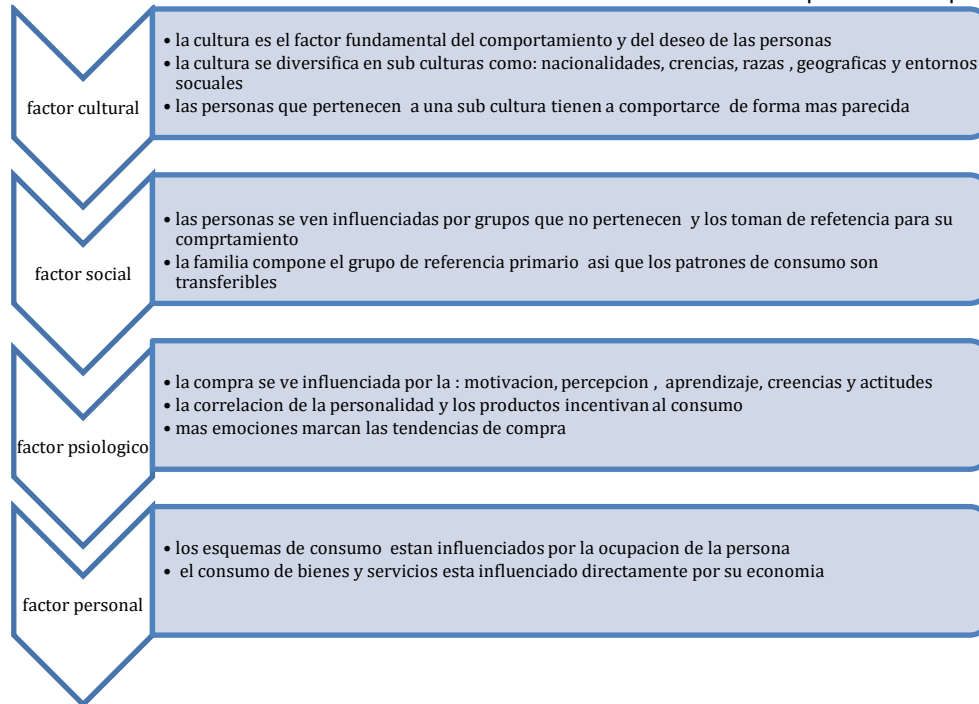 factor cultural
• la cultura es el factor fundamental del comportamiento y del deseo de las personas
• la cultura se diversifica en sub culturas como: nacionalidades, crencias, razas , geograficas y entornos
socuales
• las personas que pertenecen a una sub cultura tienen a comportarce de forma mas parecida
factor social
• las personas se ven influenciadas por grupos que no pertenecen y los toman de refetencia para su
comprtamiento
• la familia compone el grupo de referencia primario asi que los patrones de consumo son
transferibles
factor psiologico
• la compra se ve influenciada por la : motivacion, percepcion , aprendizaje, creencias y actitudes
• la correlacion de la personalidad y los productos incentivan al consumo
• mas emociones marcan las tendencias de compra
factor personal
• los esquemas de consumo estan influenciados por la ocupacion de la persona
• el consumo de bienes y servicios esta influenciado directamente por su economia